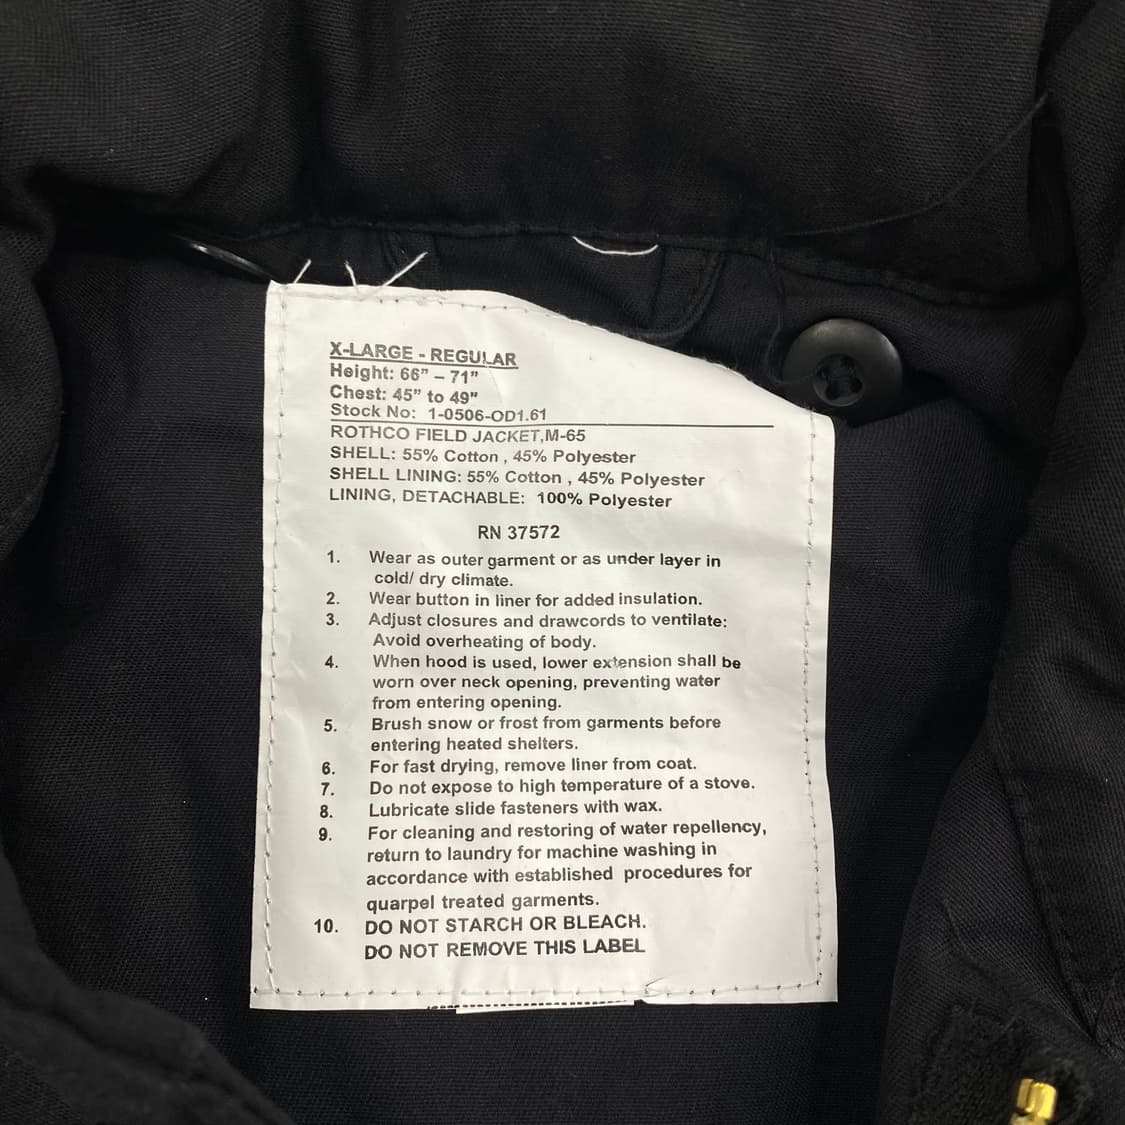 X-LARGE - REGULAR
Height: 66" – 71"
Chest: 45" to 49"
Stock No: 1-0506-OD1.61
ROTHCO FIELD JACKET,M-65
SHELL: 55% Cotton , 45% Polyester
SHELL LINING: 55% Cotton , 45% Polyester
LINING, DETACHABLE: 100% Polyester
RN 37572
1. Wear as outer garment or as under layer in
cold/ dry climate.
2. Wear button in liner for added insulation.
3. Adjust closures and drawcords to ventilate:
Avoid overheating of body.
4. When hood is used, lower extension shall be
worn over neck opening, preventing water
from entering opening.
5. Brush snow or frost from garments before
entering heated shelters.
6. For fast drying, remove liner from coat.
7. Do not expose to high temperature of a stove.
8. Lubricate slide fasteners with wax.
9. For cleaning and restoring of water repellency,
return to laundry for machine washing in
accordance with established procedures for
quarpel treated garments.
10. DO NOT STARCH OR BLEACH.
DO NOT REMOVE THIS LABEL